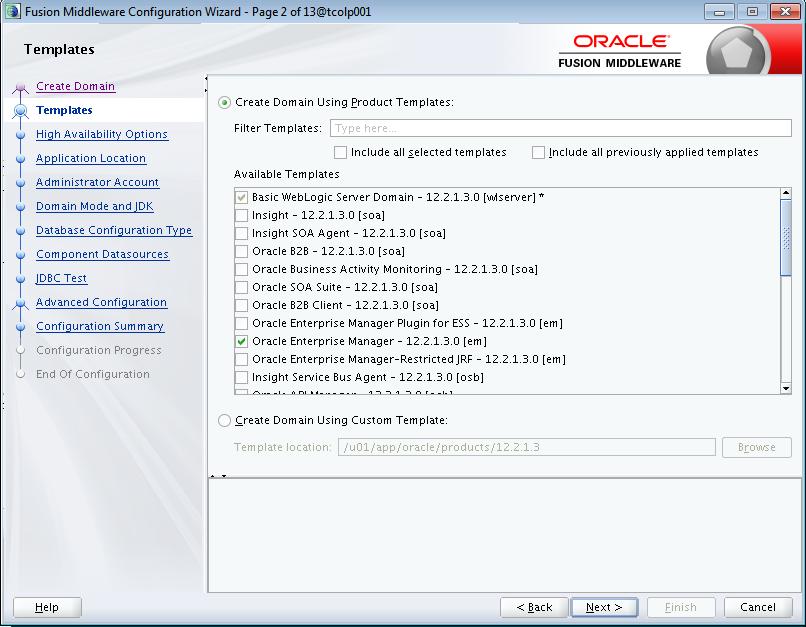 Fusion Middleware Configuration Wizard - Page 2 of 13@tcolp001
Templates
ORACLE
FUSION MIDDLEWARE
Create Domain
Templates
High Availability Options
Application Location
Administrator Account
Domain Mode and JDK
Database Configuration Type
Component Datasources
JDBC Test
Advanced Configuration
Configuration Summary
Configuration Progress
End Of Configuration
Create Domain Using Product Templates:
Filter Templates: Type here...
Include all selected templates Include all previously applied templates
Available Templates
Basic WebLogic Server Domain - 12.2.1.3.0 [wlserver] *
Insight - 12.2.1.3.0 [soa]
Insight SOA Agent - 12.2.1.3.0 [soa]
Oracle B2B - 12.2.1.3.0 [soa]
Oracle Business Activity Monitoring - 12.2.1.3.0 [soa]
Oracle SOA Suite - 12.2.1.3.0 [soa]
Oracle B2B Client - 12.2.1.3.0 [soa]
Oracle Enterprise Manager Plugin for ESS - 12.2.1.3.0 [em]
Oracle Enterprise Manager - 12.2.1.3.0 [em]
Oracle Enterprise Manager-Restricted JRF - 12.2.1.3.0 [em]
Insight Service Bus Agent - 12.2.1.3.0 [osb]
Oracle API Manager - 12.2.1.3.0 [osb]
Create Domain Using Custom Template:
Template location: /u01/app/oracle/products/12.2.1.3 Browse
Help < Back Next > Finish Cancel